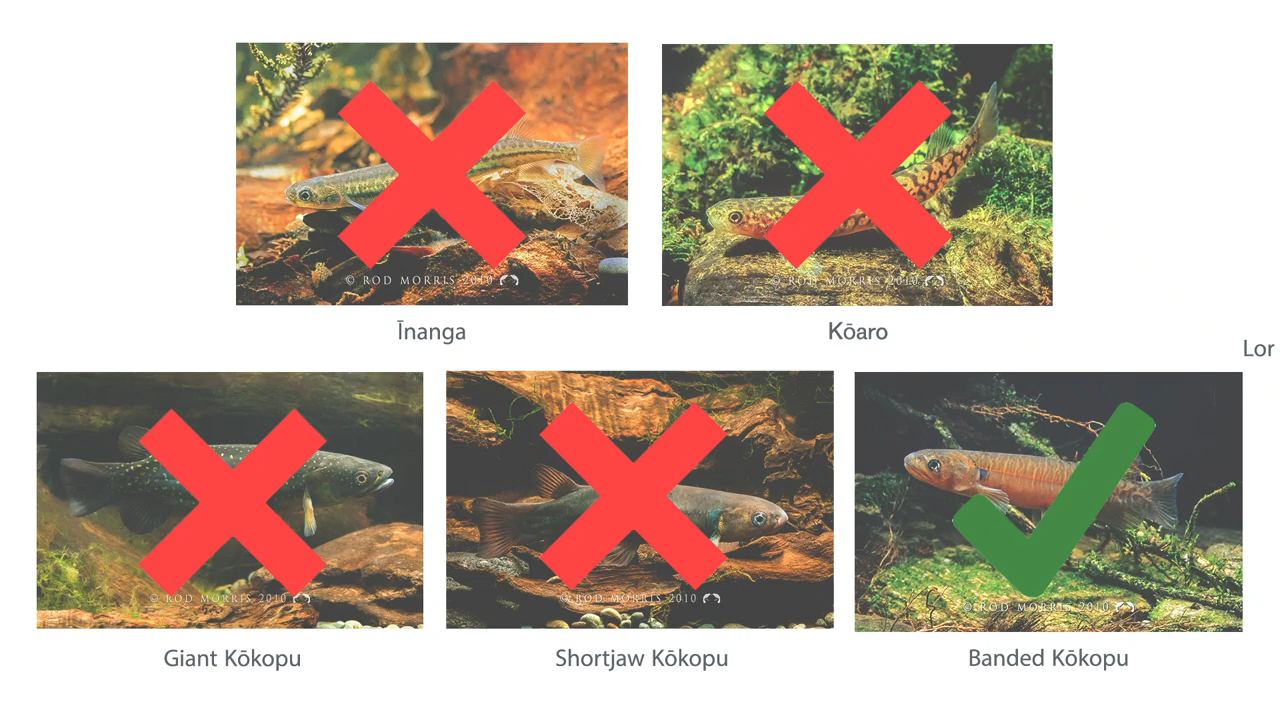 © ROD MORRIS 2010
© ROD MORRIS 2010
Īnanga
Kōaro
Lor
© ROD MORRIS 2010
© ROD MORRIS 2010
© ROD MORRIS 2010
Giant Kōkopu
Shortjaw Kōkopu
Banded Kōkopu